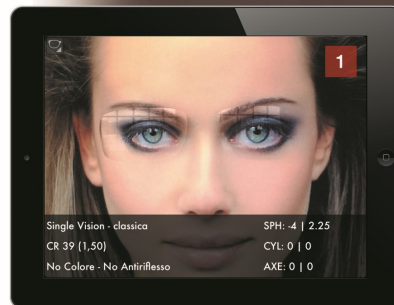 1
Single Vision - classica SPH: -4 | 2.25
CR 39 (1,50) CYL: 0 | 0
No Colore - No Antiriflesso AXE: 0 | 0